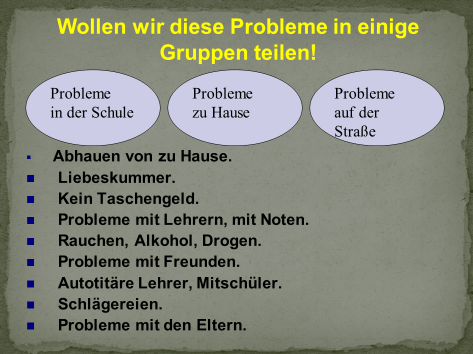 Wollen wir diese Probleme in einige
Gruppen teilen!
Probleme
in der Schule
Probleme
zu Hause
Probleme
auf der
Straße
Abhauen von zu Hause.
Liebeskummer.
Kein Taschengeld.
Probleme mit Lehrern, mit Noten.
Rauchen, Alkohol, Drogen.
Probleme mit Freunden.
Autotitäre Lehrer, Mitschüler.
Schlägereien.
Probleme mit den Eltern.